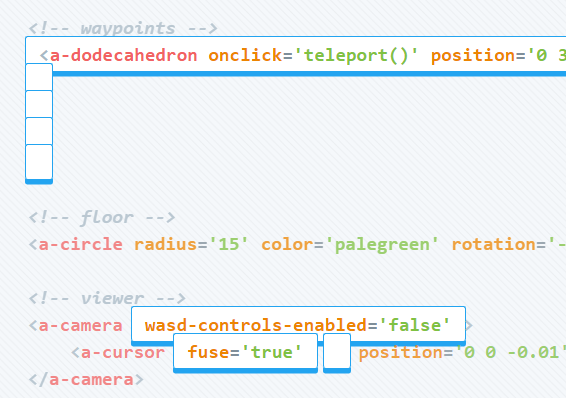 <!-- waypoints -->
<a-dodecahedron onclick='teleport()' position='0 3
<!-- floor -->
<a-circle radius='15' color='palegreen' rotation='-
<!-- viewer -->
<a-camera wasd-controls-enabled='false' >
<a-cursor fuse='true' position='0 0 -0.01'
</a-camera>